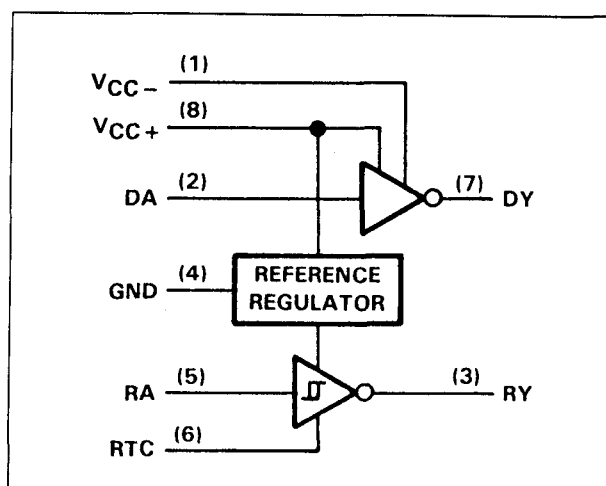 (1)
VCC−
(8)
VCC+
(2)
(7)
DA
DY
(4)
REFERENCE
GND
REGULATOR
(5)
(3)
RA
RY
(6)
RTC